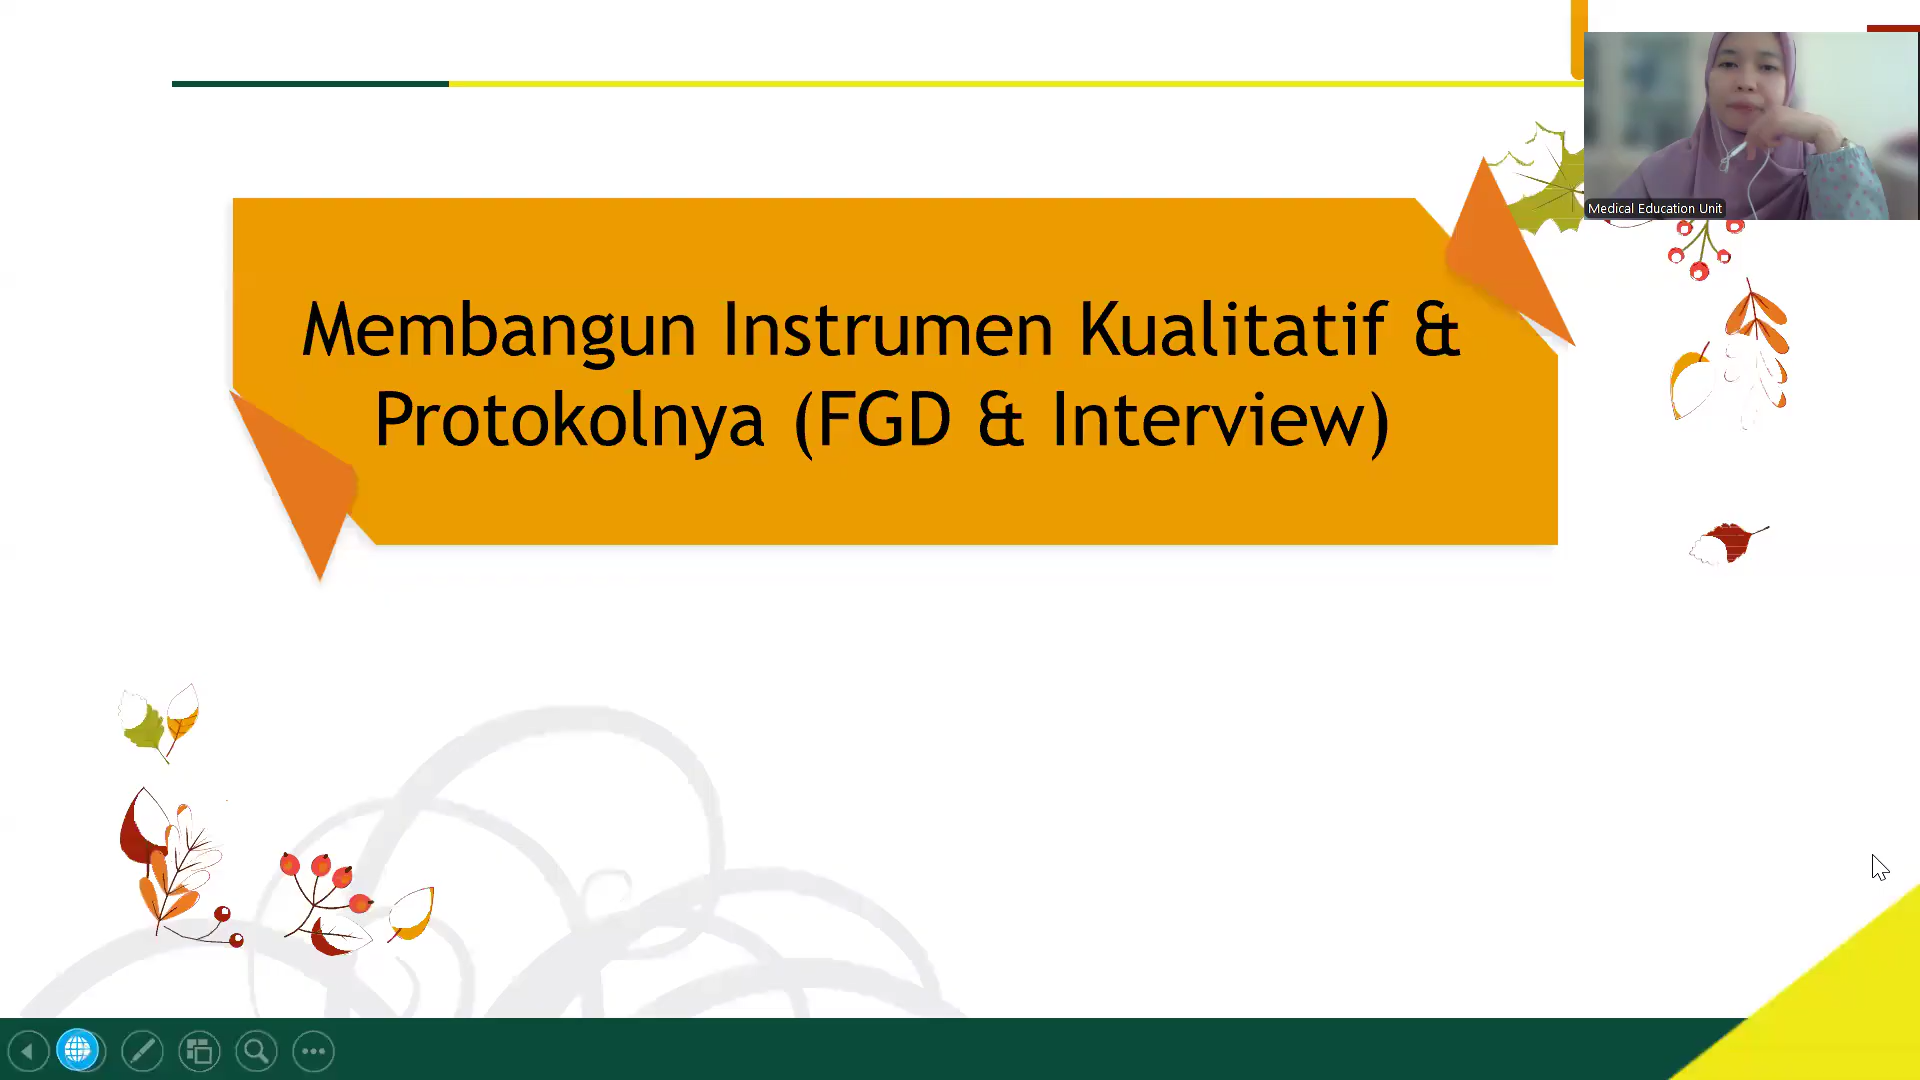 Medical Education Unit
Membangun Instrumen Kualitatif &
Protokolnya (FGD & Interview)